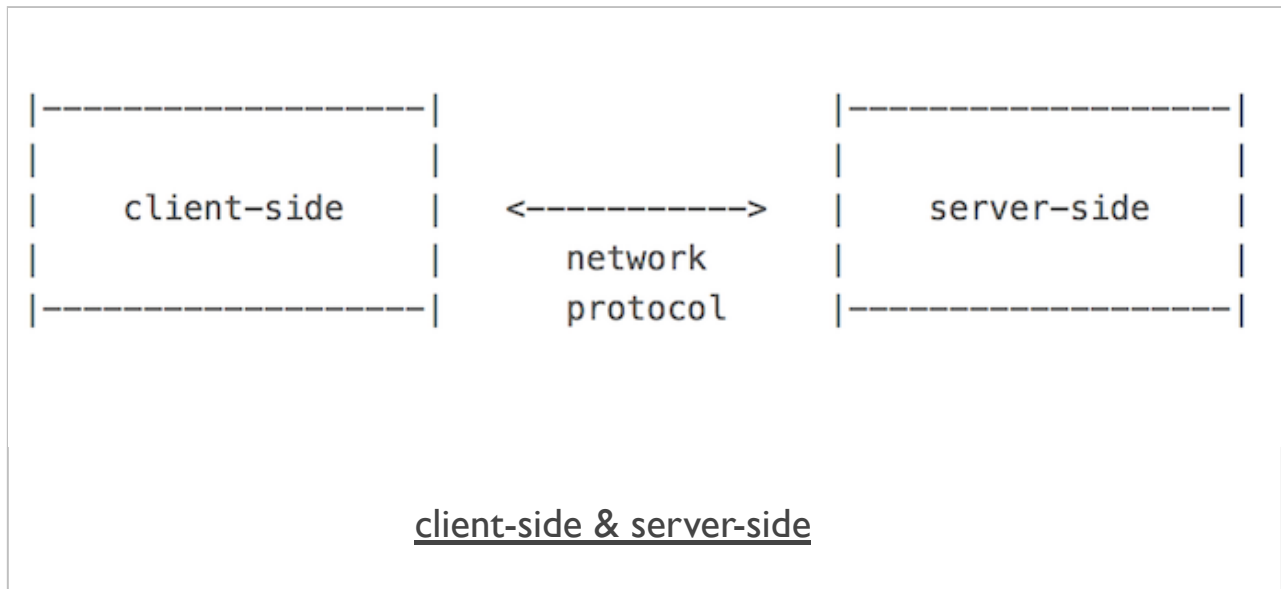 |-------------------| |-------------------|
| | | |
| client-side | <-----------> | server-side |
| | network | |
|-------------------| protocol |-------------------|
client-side & server-side